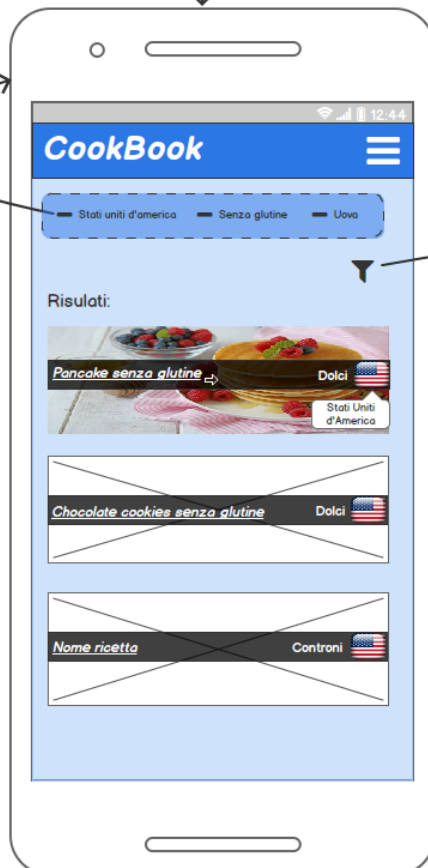 12:44
CookBook
Stati uniti d'america Senza glutine Uova
Risulati:
Pancake senza glutine Dolci
Stati Uniti
d'America
Chocolate cookies senza glutine Dolci
Nome ricetta Controni